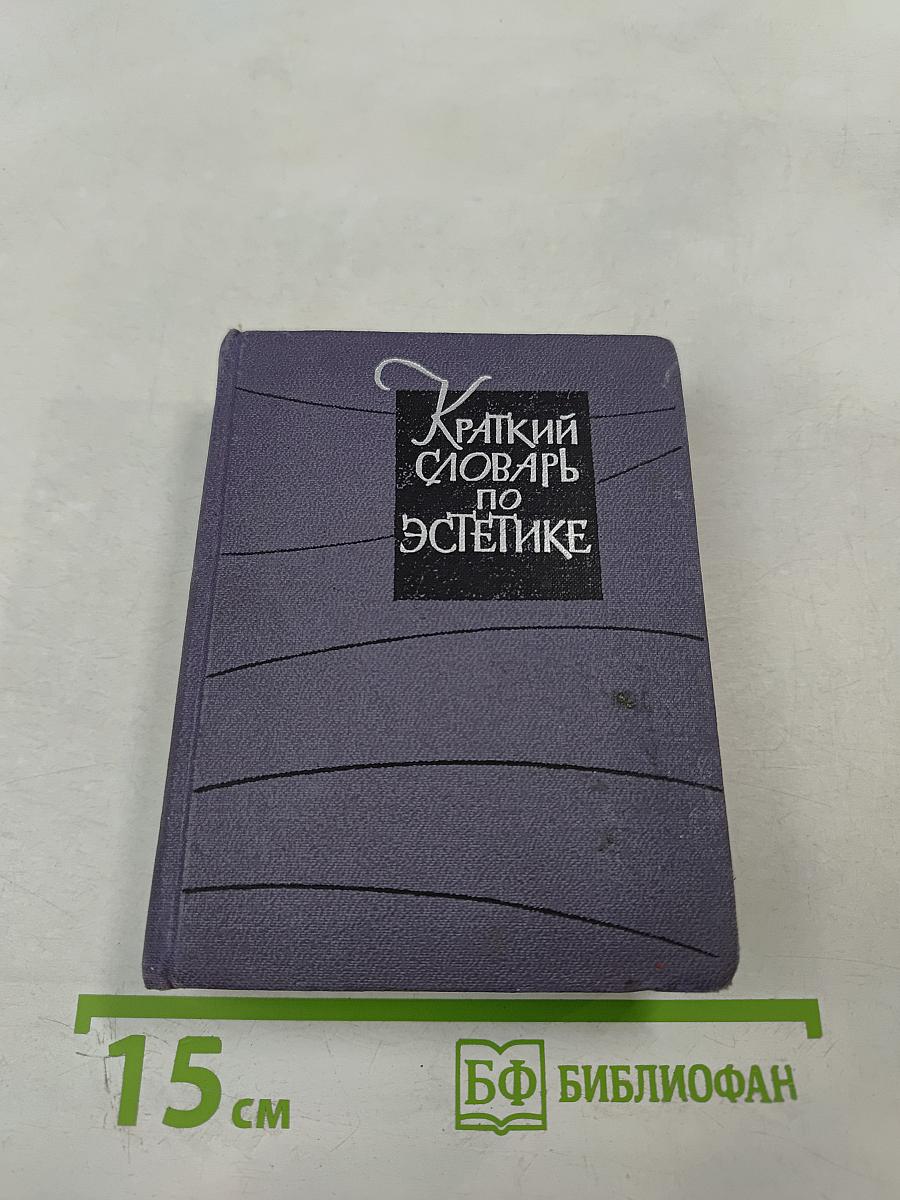 Краткий
словарь
по
эстетике
15 см
БФ БИБЛИОФАН